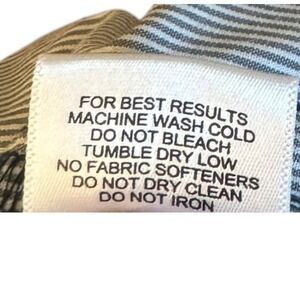 FOR BEST RESULTS
MACHINE WASH COLD
DO NOT BLEACH
TUMBLE DRY LOW
NO FABRIC SOFTENERS
DO NOT DRY CLEAN
DO NOT IRON